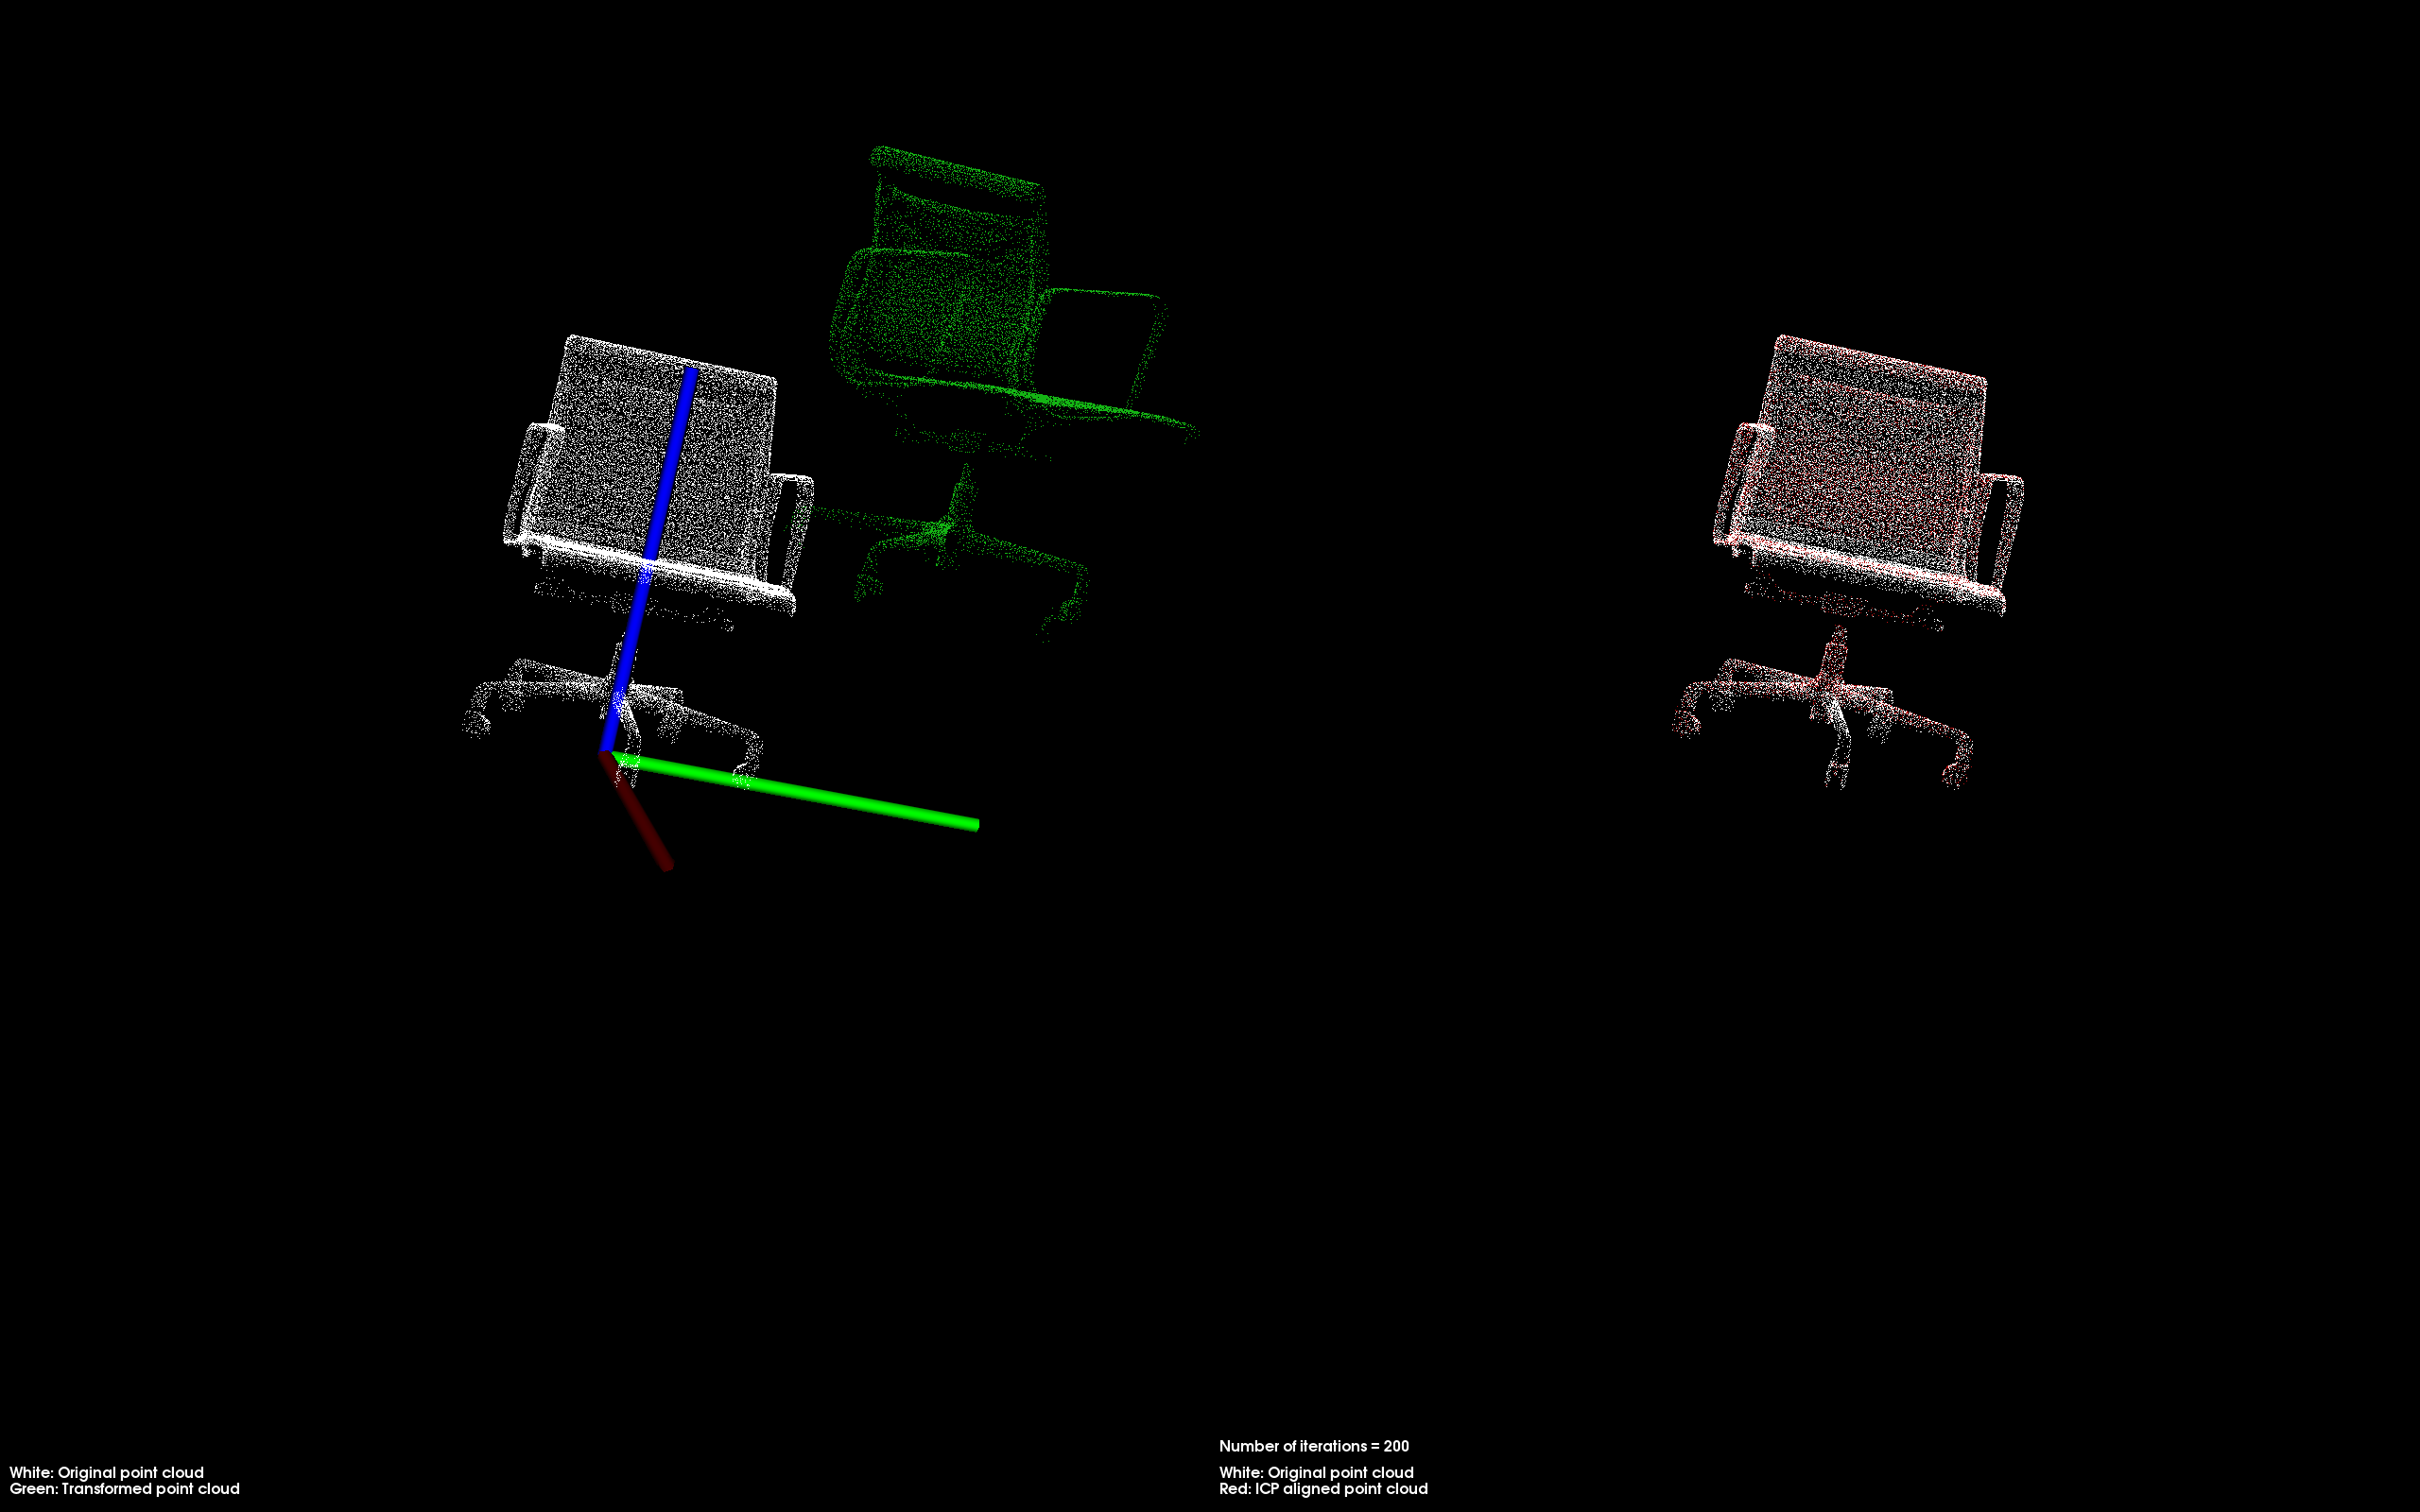 White: Original point cloud
Green: Transformed point cloud
Number of iterations = 200
White: Original point cloud
Red: ICP aligned point cloud